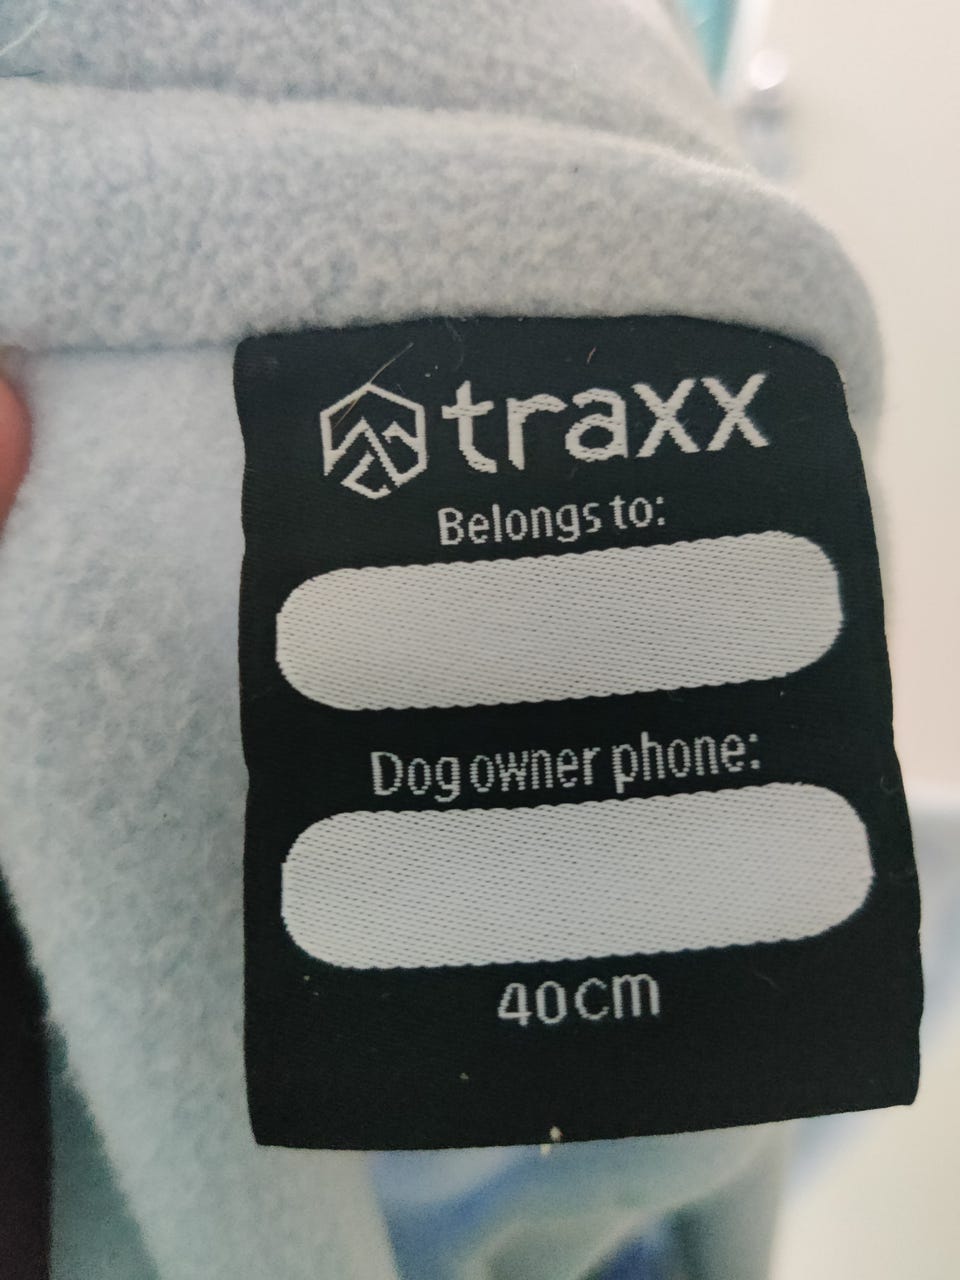 traxx
Belongs to:
Dog owner phone:
40cm